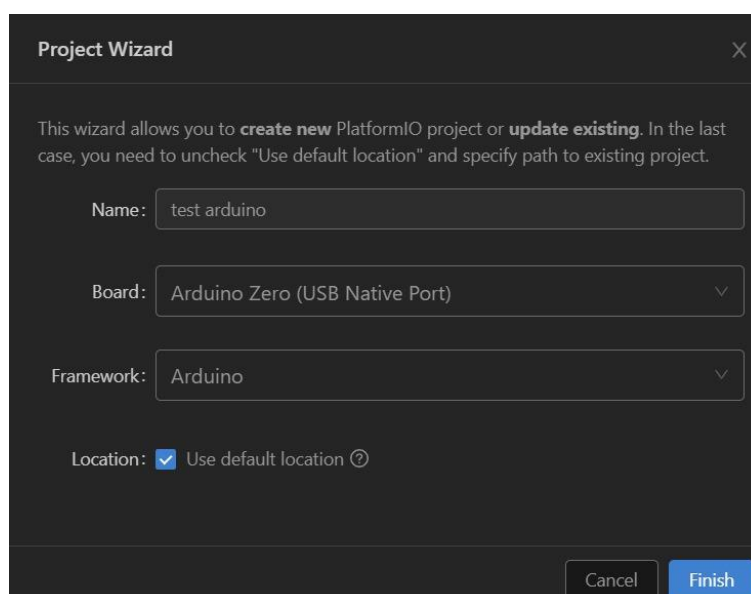 Project Wizard
This wizard allows you to create new PlatformIO project or update existing. In the last
case, you need to uncheck "Use default location" and specify path to existing project.
Name: test arduino
Board: Arduino Zero (USB Native Port)
Framework: Arduino
Location: Use default location
Cancel Finish